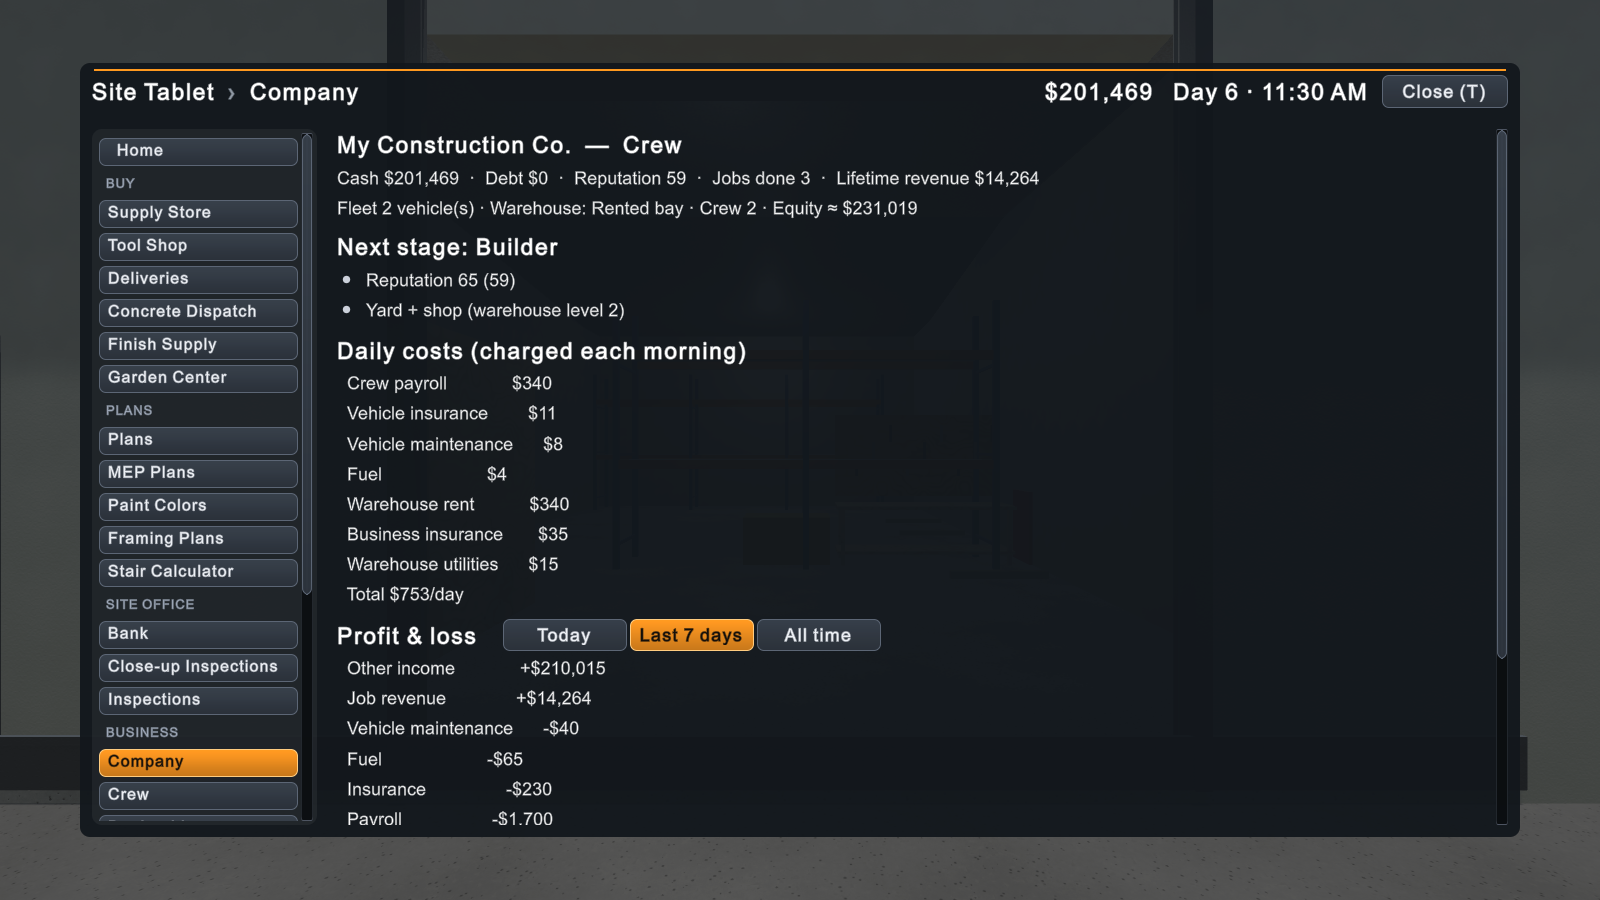 Site Tablet › Company
$201,469 Day 6 · 11:30 AM Close (T)
Home
BUY
Supply Store
Tool Shop
Deliveries
Concrete Dispatch
Finish Supply
Garden Center
PLANS
Plans
MEP Plans
Paint Colors
Framing Plans
Stair Calculator
SITE OFFICE
Bank
Close-up Inspections
Inspections
BUSINESS
Company
Crew
My Construction Co. — Crew
Cash $201,469 · Debt $0 · Reputation 59 · Jobs done 3 · Lifetime revenue $14,264
Fleet 2 vehicle(s) · Warehouse: Rented bay · Crew 2 · Equity ≈ $231,019
Next stage: Builder
• Reputation 65 (59)
• Yard + shop (warehouse level 2)
Daily costs (charged each morning)
Crew payroll $340
Vehicle insurance $11
Vehicle maintenance $8
Fuel $4
Warehouse rent $340
Business insurance $35
Warehouse utilities $15
Total $753/day
Profit & loss Today Last 7 days All time
Other income +$210,015
Job revenue +$14,264
Vehicle maintenance -$40
Fuel -$65
Insurance -$230
Payroll -$1,700